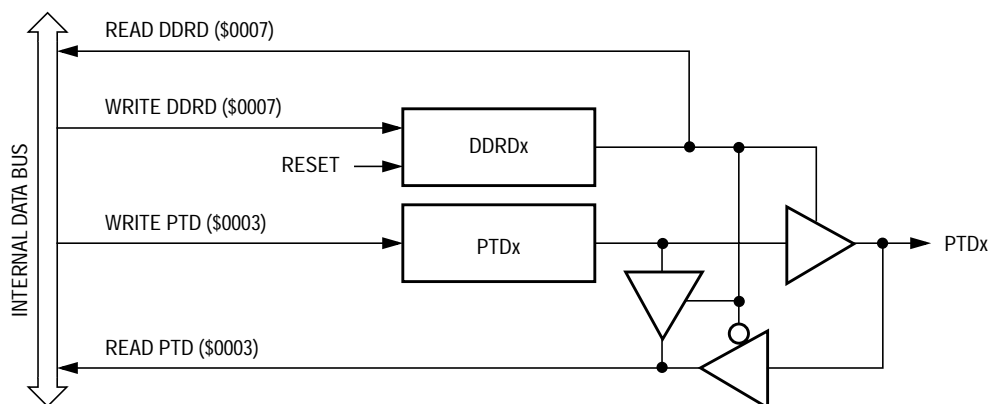 READ DDRD ($0007)
WRITE DDRD ($0007)
DDRDx
RESET
INTERNAL DATA BUS
WRITE PTD ($0003)
PTDx
PTDx
READ PTD ($0003)